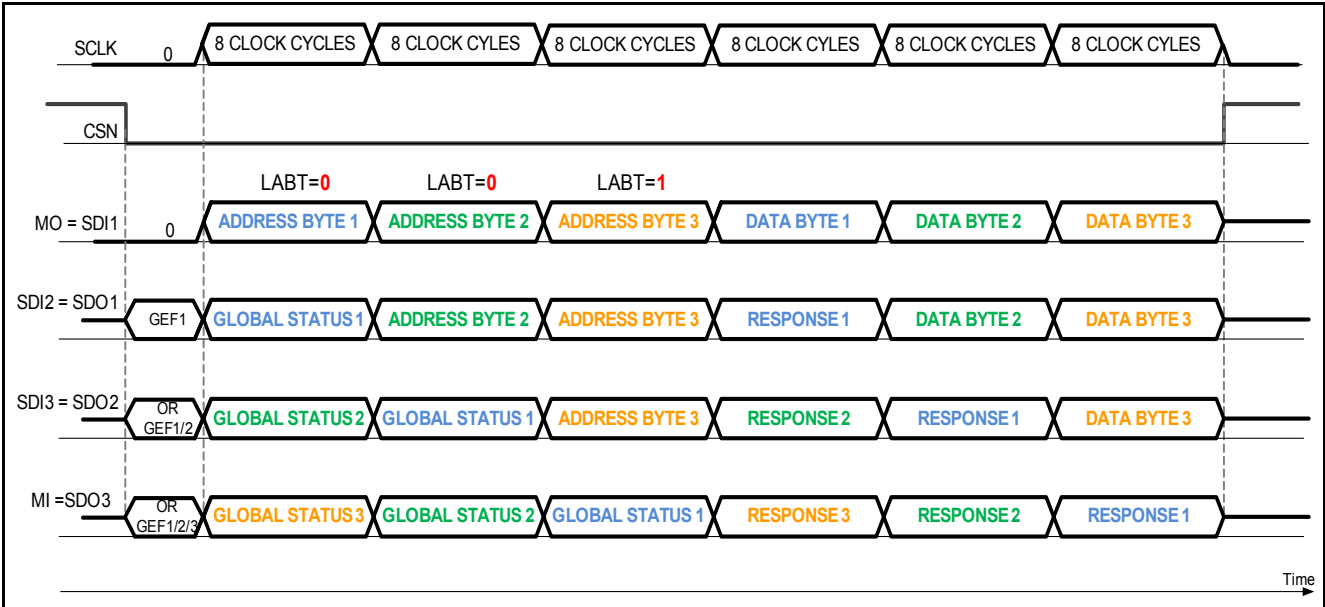 SCLK 0 8 CLOCK CYCLES 8 CLOCK CYLES 8 CLOCK CYCLES 8 CLOCK CYLES 8 CLOCK CYCLES 8 CLOCK CYLES
CSN
LABT=0 LABT=0 LABT=1
MO = SDI1 0 ADDRESS BYTE 1 ADDRESS BYTE 2 ADDRESS BYTE 3 DATA BYTE 1 DATA BYTE 2 DATA BYTE 3
SDI2 = SDO1 GEF1 GLOBAL STATUS 1 ADDRESS BYTE 2 ADDRESS BYTE 3 RESPONSE 1 DATA BYTE 2 DATA BYTE 3
SDI3 = SDO2 OR GEF1/2 GLOBAL STATUS 2 GLOBAL STATUS 1 ADDRESS BYTE 3 RESPONSE 2 RESPONSE 1 DATA BYTE 3
MI =SDO3 OR GEF1/2/3 GLOBAL STATUS 3 GLOBAL STATUS 2 GLOBAL STATUS 1 RESPONSE 3 RESPONSE 2 RESPONSE 1
Time